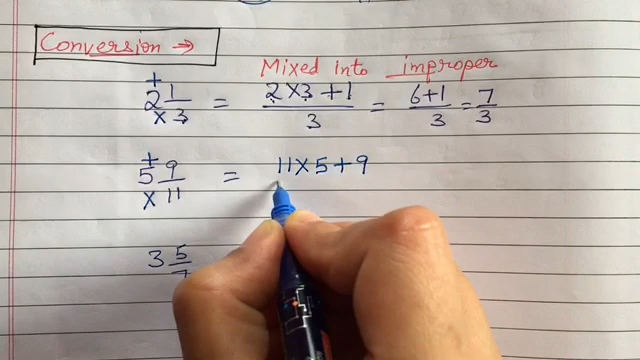 Conversion →
Mixed into improper
2 1/3 = 2×3+1/3 = 6+1/3 = 7/3
+
×
5 9/11 = 11×5+9
+
×
3 5/7